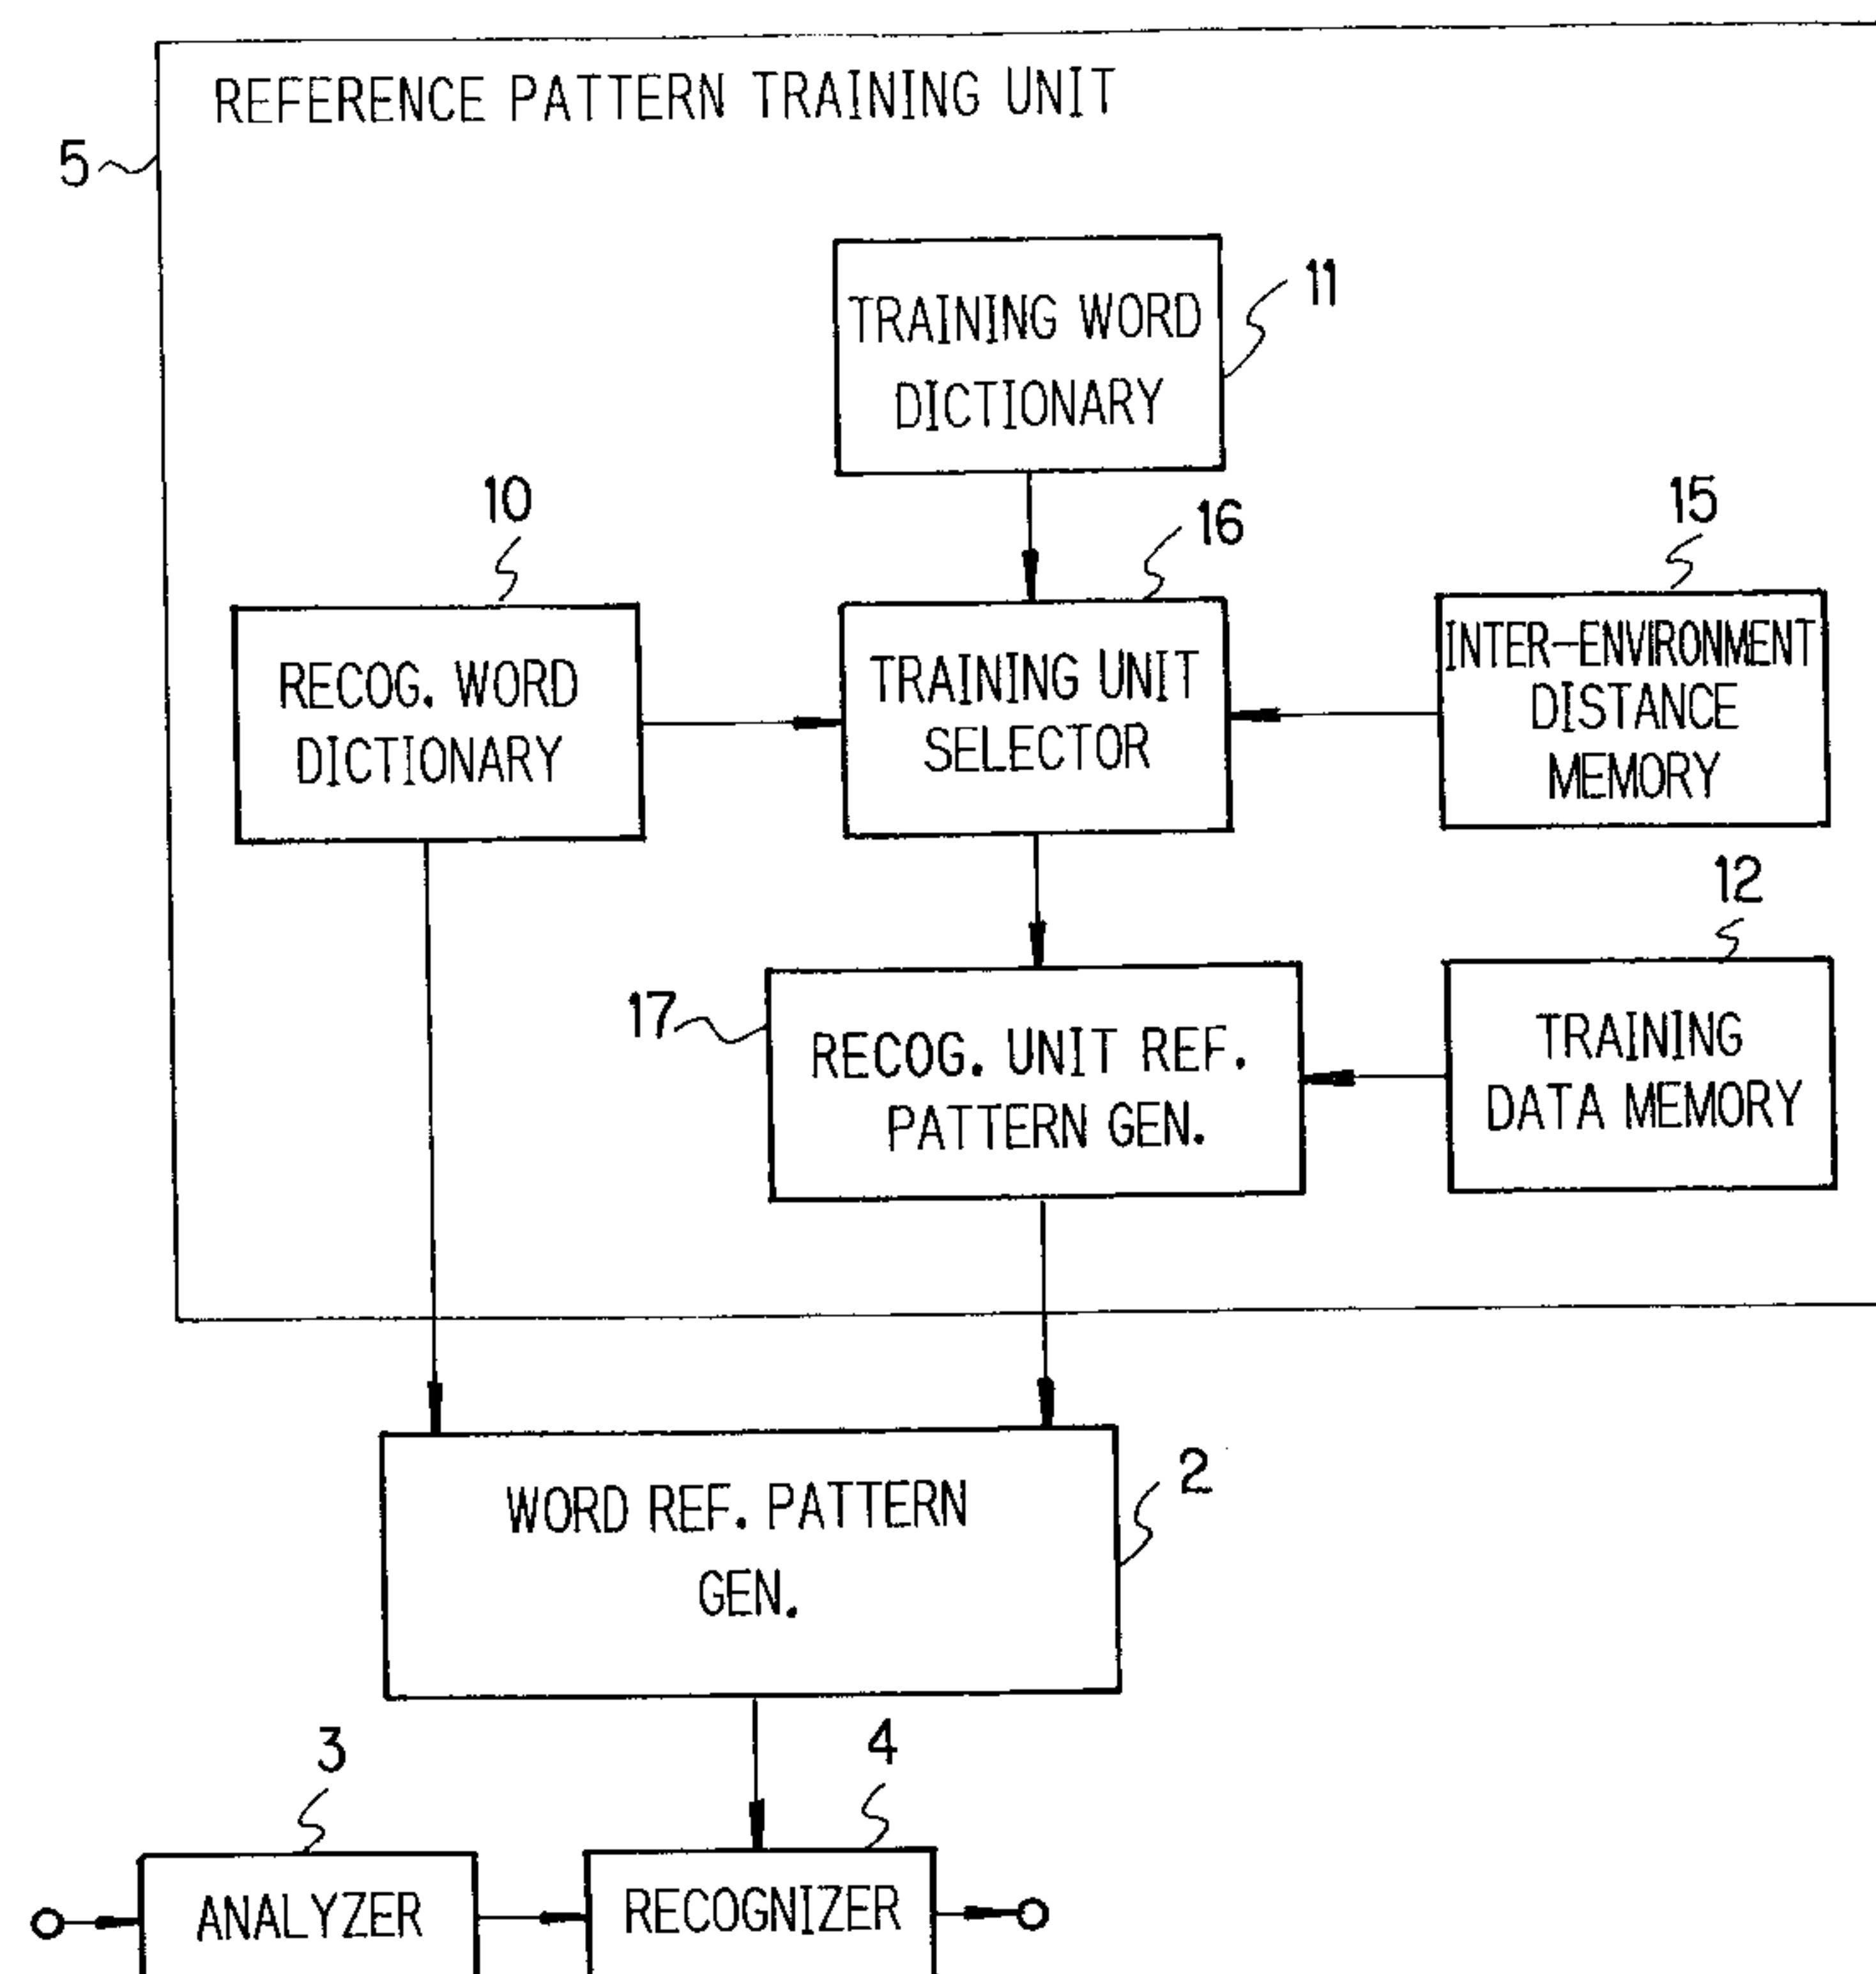 REFERENCE PATTERN TRAINING UNIT
5
11
TRAINING WORD
DICTIONARY
10
16
15
RECOG. WORD
DICTIONARY
TRAINING UNIT
SELECTOR
INTER-ENVIRONMENT
DISTANCE
MEMORY
12
17
RECOG. UNIT REF.
PATTERN GEN.
TRAINING
DATA MEMORY
2
WORD REF. PATTERN
GEN.
3
4
ANALYZER
RECOGNIZER